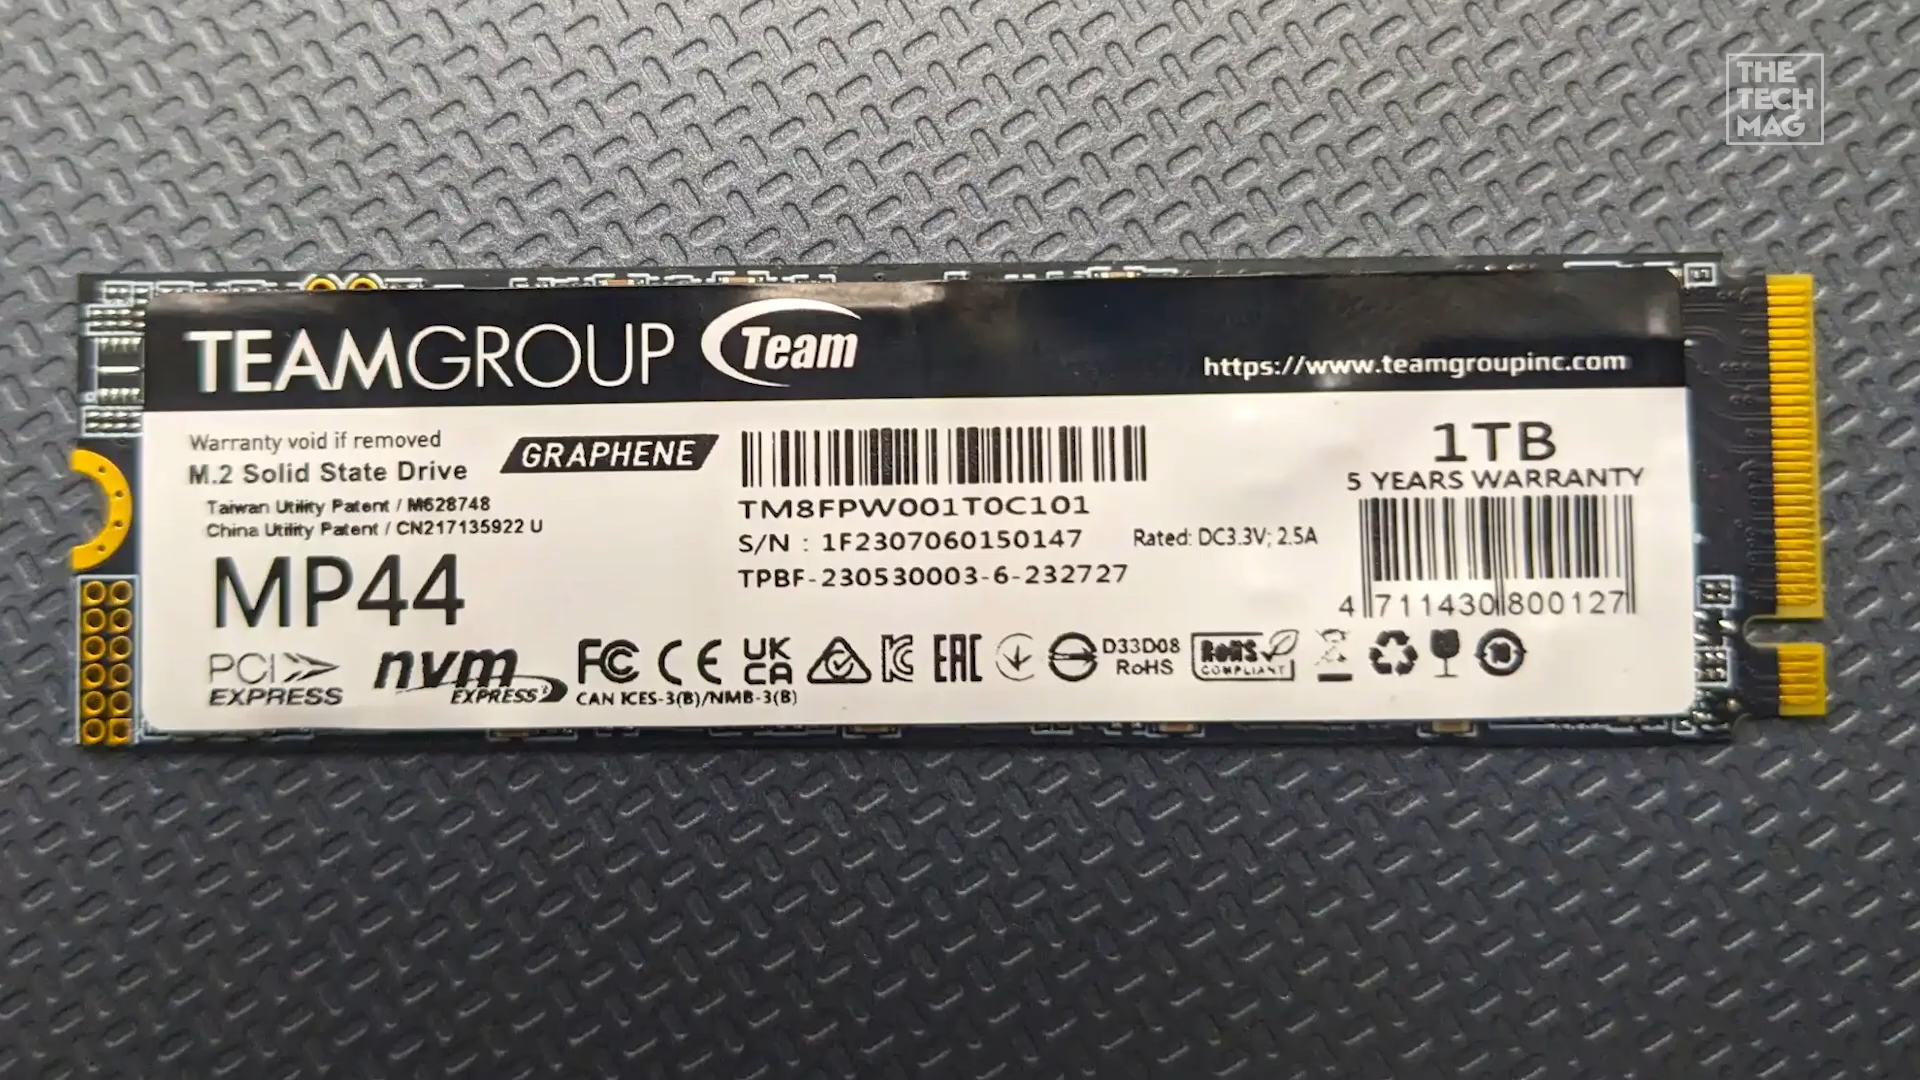 THE
TECH
MAG
TEAMGROUP Team
https://www.teamgroupinc.com
Warranty void if removed
M.2 Solid State Drive
GRAPHENE
Taiwan Utility Patent / M628748
China Utility Patent / CN217135922 U
MP44
TM8FPW001T0C101
S/N : 1F2307060150147
TPBF-230530003-6-232727
Rated: DC3.3V; 2.5A
1TB
5 YEARS WARRANTY
4 711430 800127
PCI
EXPRESS
nvm
EXPRESS
FC CE UK
CA
EAC
CAN ICES-3(B)/NMB-3(B)
D33D08
RoHS
RoHS
COMPLIANT
10